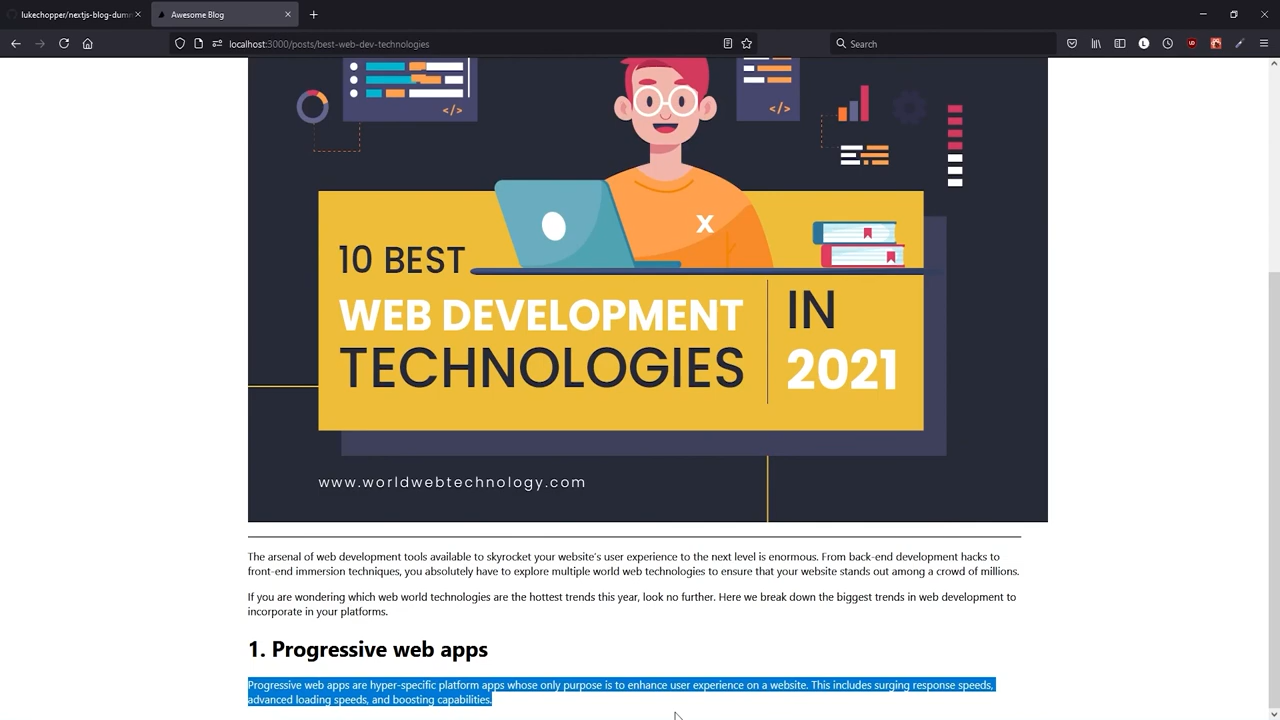 lukechopper/nextjs-blog-dumm
Awesome Blog
localhost:3000/posts/best-web-dev-technologies
Search
</>
</>
X
10 BEST
WEB DEVELOPMENT
TECHNOLOGIES
IN
2021
www.worldwebtechnology.com
The arsenal of web development tools available to skyrocket your website's user experience to the next level is enormous. From back-end development hacks to
front-end immersion techniques, you absolutely have to explore multiple world web technologies to ensure that your website stands out among a crowd of millions.
If you are wondering which web world technologies are the hottest trends this year, look no further. Here we break down the biggest trends in web development to
incorporate in your platforms.
1. Progressive web apps
Progressive web apps are hyper-specific platform apps whose only purpose is to enhance user experience on a website. This includes surging response speeds,
advanced loading speeds, and boosting capabilities.